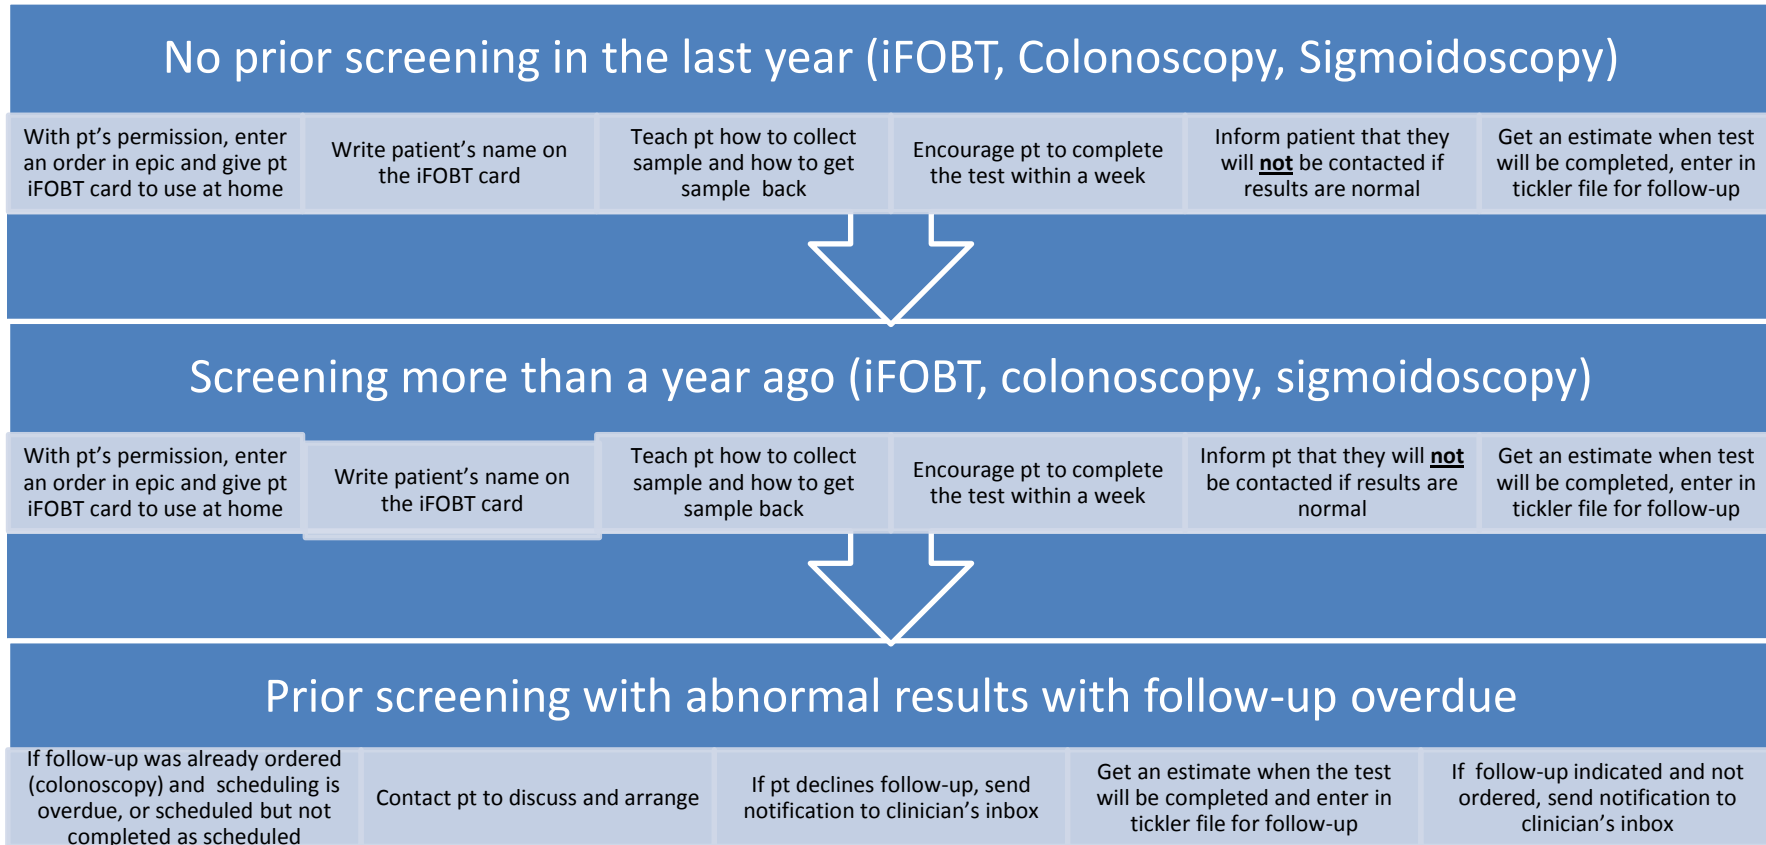 No prior screening in the last year (iFOBT, Colonoscopy, Sigmoidoscopy)
With pt’s permission, enter
an order in epic and give pt
iFOBT card to use at home
Write patient’s name on
the iFOBT card
Teach pt how to collect
sample and how to get
sample back
Encourage pt to complete
the test within a week
Inform patient that they
will not be contacted if
results are normal
Get an estimate when test
will be completed, enter in
tickler file for follow-up
Screening more than a year ago (iFOBT, colonoscopy, sigmoidoscopy)
With pt’s permission, enter
an order in epic and give pt
iFOBT card to use at home
Write patient’s name on
the iFOBT card
Teach pt how to collect
sample and how to get
sample back
Encourage pt to complete
the test within a week
Inform pt that they will not
be contacted if results are
normal
Get an estimate when test
will be completed, enter in
tickler file for follow-up
Prior screening with abnormal results with follow-up overdue
If follow-up was already ordered
(colonoscopy) and scheduling is
overdue, or scheduled but not
completed as scheduled
Contact pt to discuss and arrange
If pt declines follow-up, send
notification to clinician’s inbox
Get an estimate when the test
will be completed and enter in
tickler file for follow-up
If follow-up indicated and not
ordered, send notification to
clinician’s inbox